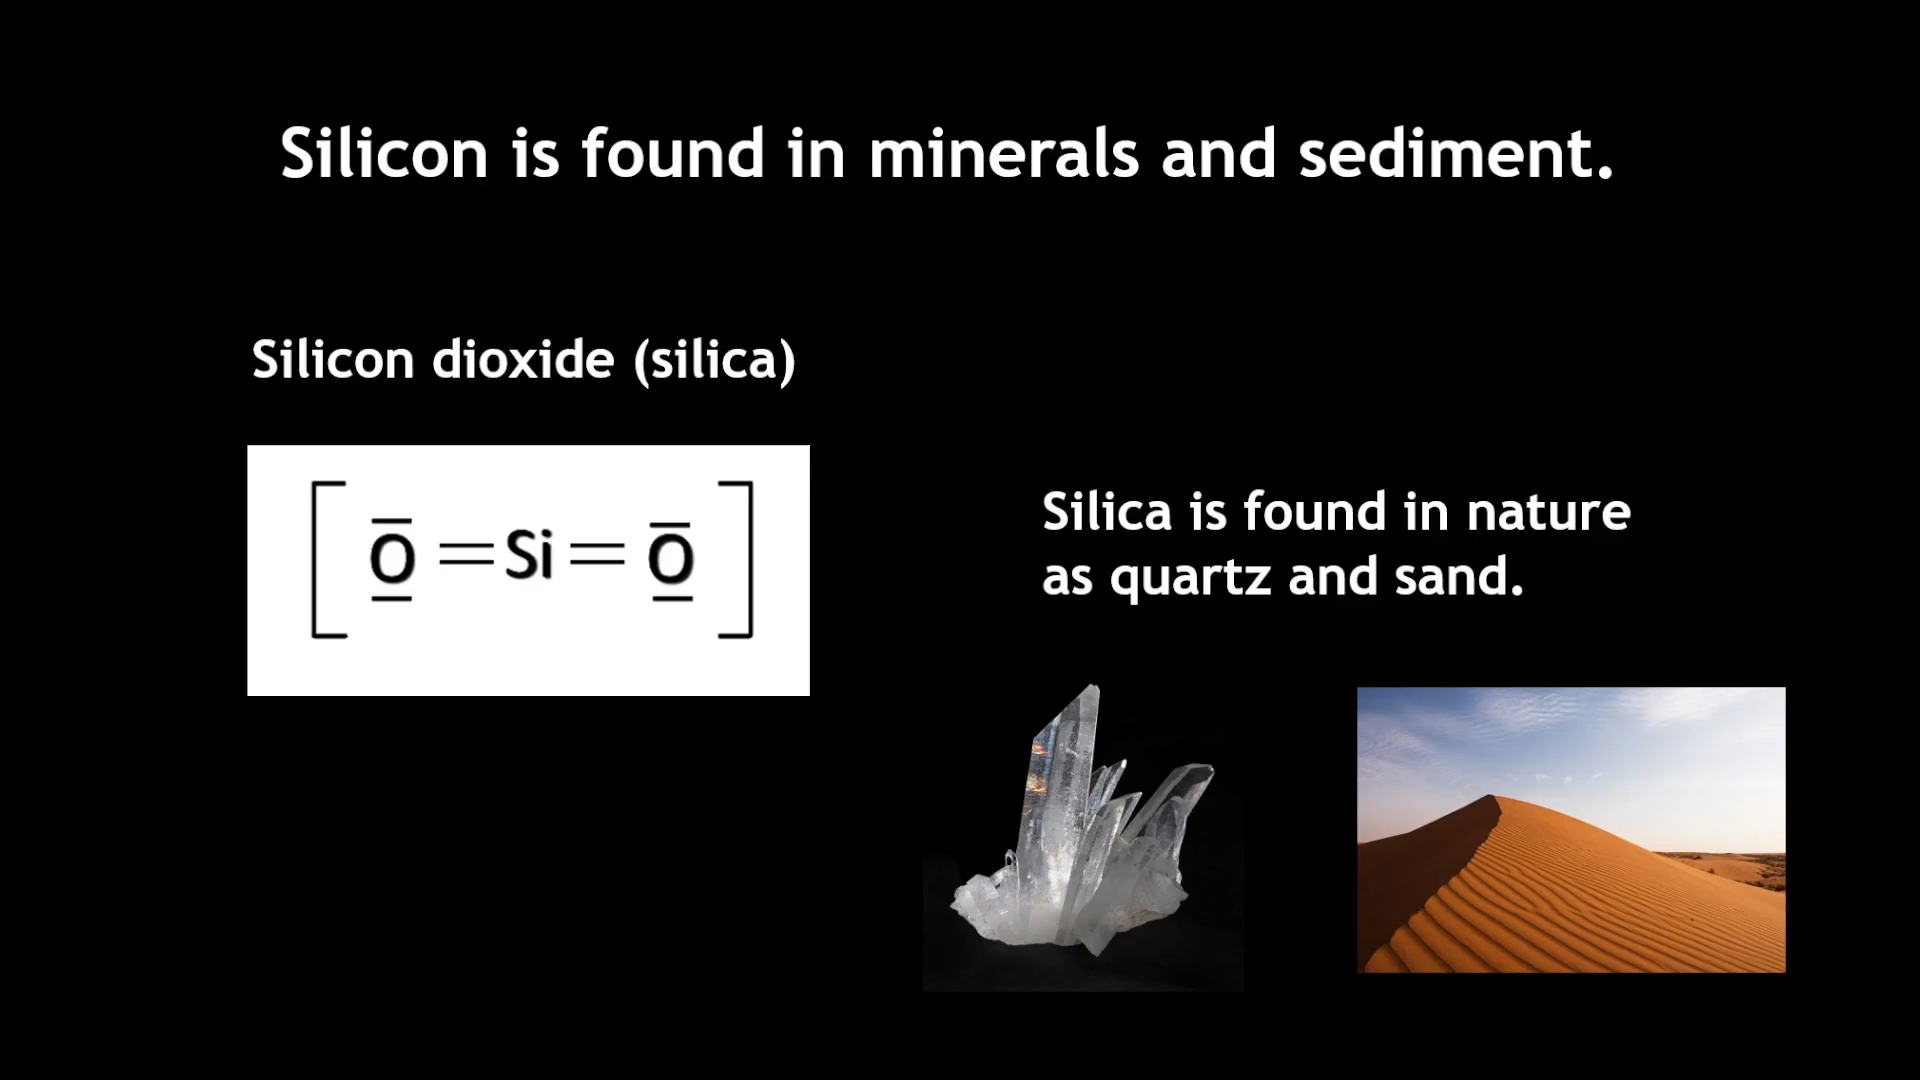 Silicon is found in minerals and sediment.
Silicon dioxide (silica)
[ O̲̅ =Si= O̲̅ ]
Silica is found in nature
as quartz and sand.